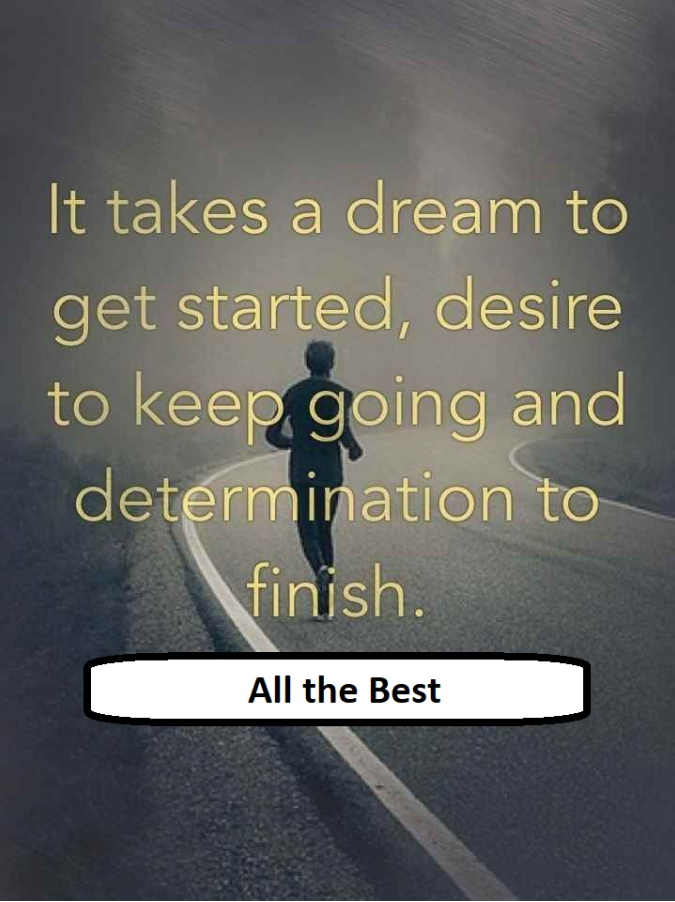 It takes a dream to
get started, desire
to keep going and
determination to
finish.
All the Best